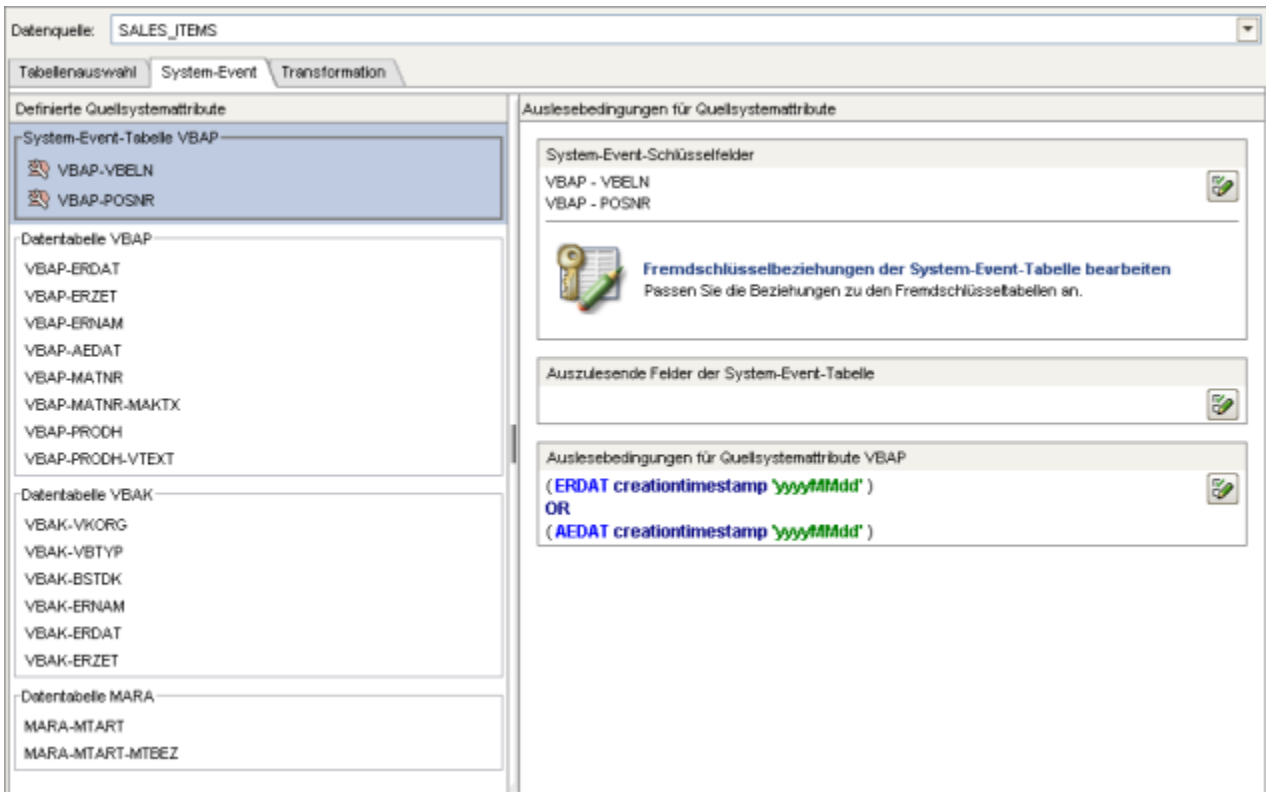 Datenquelle: SALES_ITEMS
Tabellenauswahl System-Event Transformation
Definierte Quellsystemattribute
System-Event-Tabelle VBAP
VBAP-VBELN
VBAP-POSNR
Datentabelle VBAP
VBAP-ERDAT
VBAP-ERZET
VBAP-ERNAM
VBAP-AEDAT
VBAP-MATNR
VBAP-MATNR-MAKTX
VBAP-PRODH
VBAP-PRODH-VTEXT
Datentabelle VBAK
VBAK-VKORG
VBAK-VBTYP
VBAK-BSTDK
VBAK-ERNAM
VBAK-ERDAT
VBAK-ERZET
Datentabelle MARA
MARA-MTART
MARA-MTART-MTBEZ
Auslesebedingungen für Quellsystemattribute
System-Event-Schlüsselfelder
VBAP - VBELN
VBAP - POSNR
Fremdschlüsselbeziehungen der System-Event-Tabelle bearbeiten
Passen Sie die Beziehungen zu den Fremdschlüsseltabellen an.
Auszulesende Felder der System-Event-Tabelle
Auslesebedingungen für Quellsystemattribute VBAP
( ERDAT creationtimestamp 'yyyyMMdd' )
OR
( AEDAT creationtimestamp 'yyyyMMdd' )